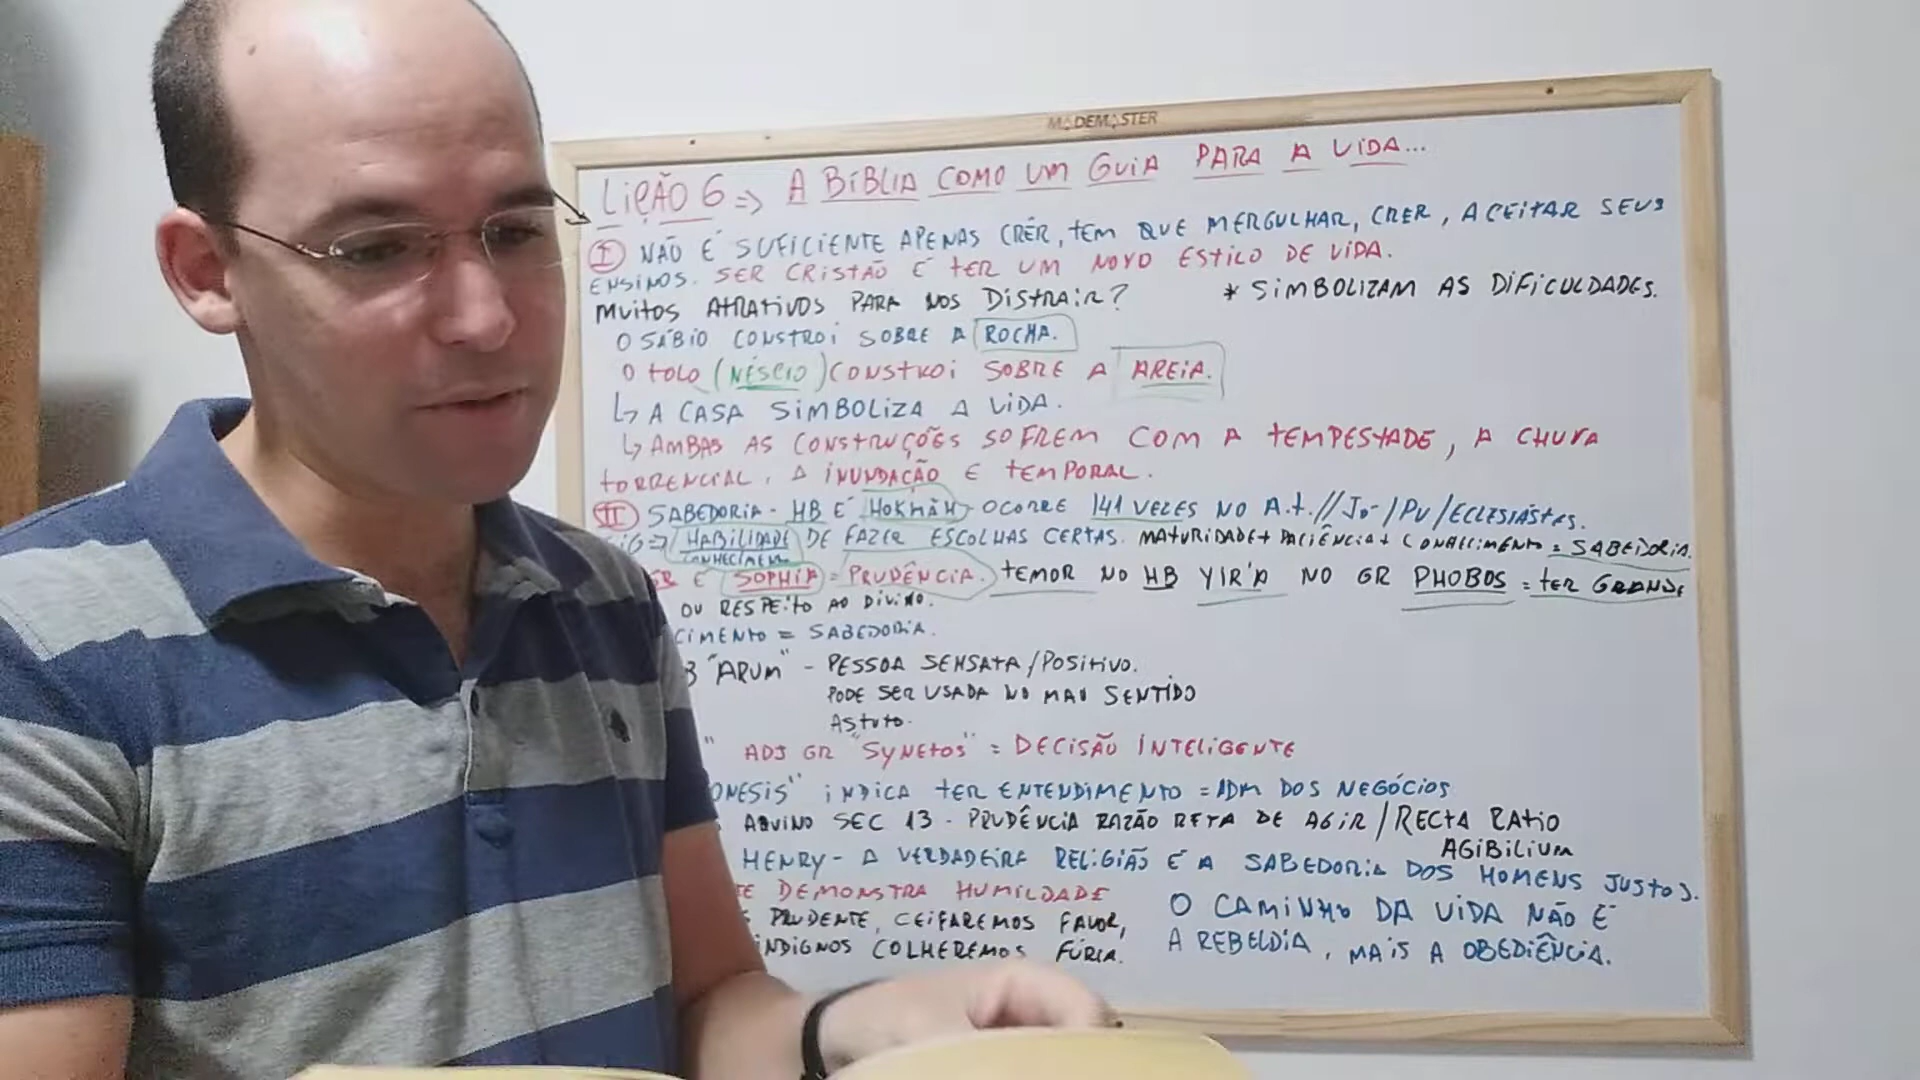 MADEMASTER
LIÇÃO 6 => A BIBLIA COMO UM GUIA PARA A VIDA...
I NÃO É SUFICIENTE APENAS CRÊR, TEM QUE MERGULHAR, CRER, ACEITAR SEUS
ENSINOS. SER CRISTÃO É TER UM NOVO ESTILO DE VIDA.
MUITOS ATRATIVOS PARA NOS DISTRAIR? * SIMBOLIZAM AS DIFICULDADES.
O SÁBIO CONSTROI SOBRE A ROCHA.
O TOLO (NÉSCIO) CONSTROI SOBRE A AREIA.
↳ A CASA SIMBOLIZA A VIDA.
↳ AMBAS AS CONSTRUÇÕES SOFREM COM A TEMPESTADE, A CHUVA
TORRENCIAL, A INUNDAÇÃO E TEMPORAL.
II SABEDORIA - HB É HOKHÂH - OCORRE 141 VEZES NO A.T. // JÓ - / PV / ECLESIÁSTES.
SIG => HABILIDADE DE FAZER ESCOLHAS CERTAS. MATURIDADE + PACIÊNCIA + CONHECIMENTO = SABEDORIA.
CONHECIMENTO
GR É SOPHIA = PRUDÊNCIA. TEMOR NO HB YIR'A NO GR PHOBOS = TER GRANDE
OU RESPEITO AO DIVINO.
CIMENTO = SABEDORIA.
B "ARUM" - PESSOA SENSATA / POSITIVO.
PODE SER USADA NO MAU SENTIDO
ASTUTO.
" ADJ GR "SYNETOS" = DECISÃO INTELIGENTE
ONESIS" INDICA TER ENTENDIMENTO = ADM DOS NEGÓCIOS
AQUINO SEC 13 - PRUDÊNCIA RAZÃO RETA DE AGIR / RECTA RATIO
AGIBILIUM
HENRY - A VERDADEIRA RELIGIÃO É A SABEDORIA DOS HOMENS JUSTOS.
E DEMONSTRA HUMILDADE
PRUDENTE, CEIFAREMOS FAVOR,
INDIGNOS COLHEREMOS FÚRIA.
O CAMINHO DA VIDA NÃO É
A REBELDIA, MAIS A OBEDIÊNCIA.